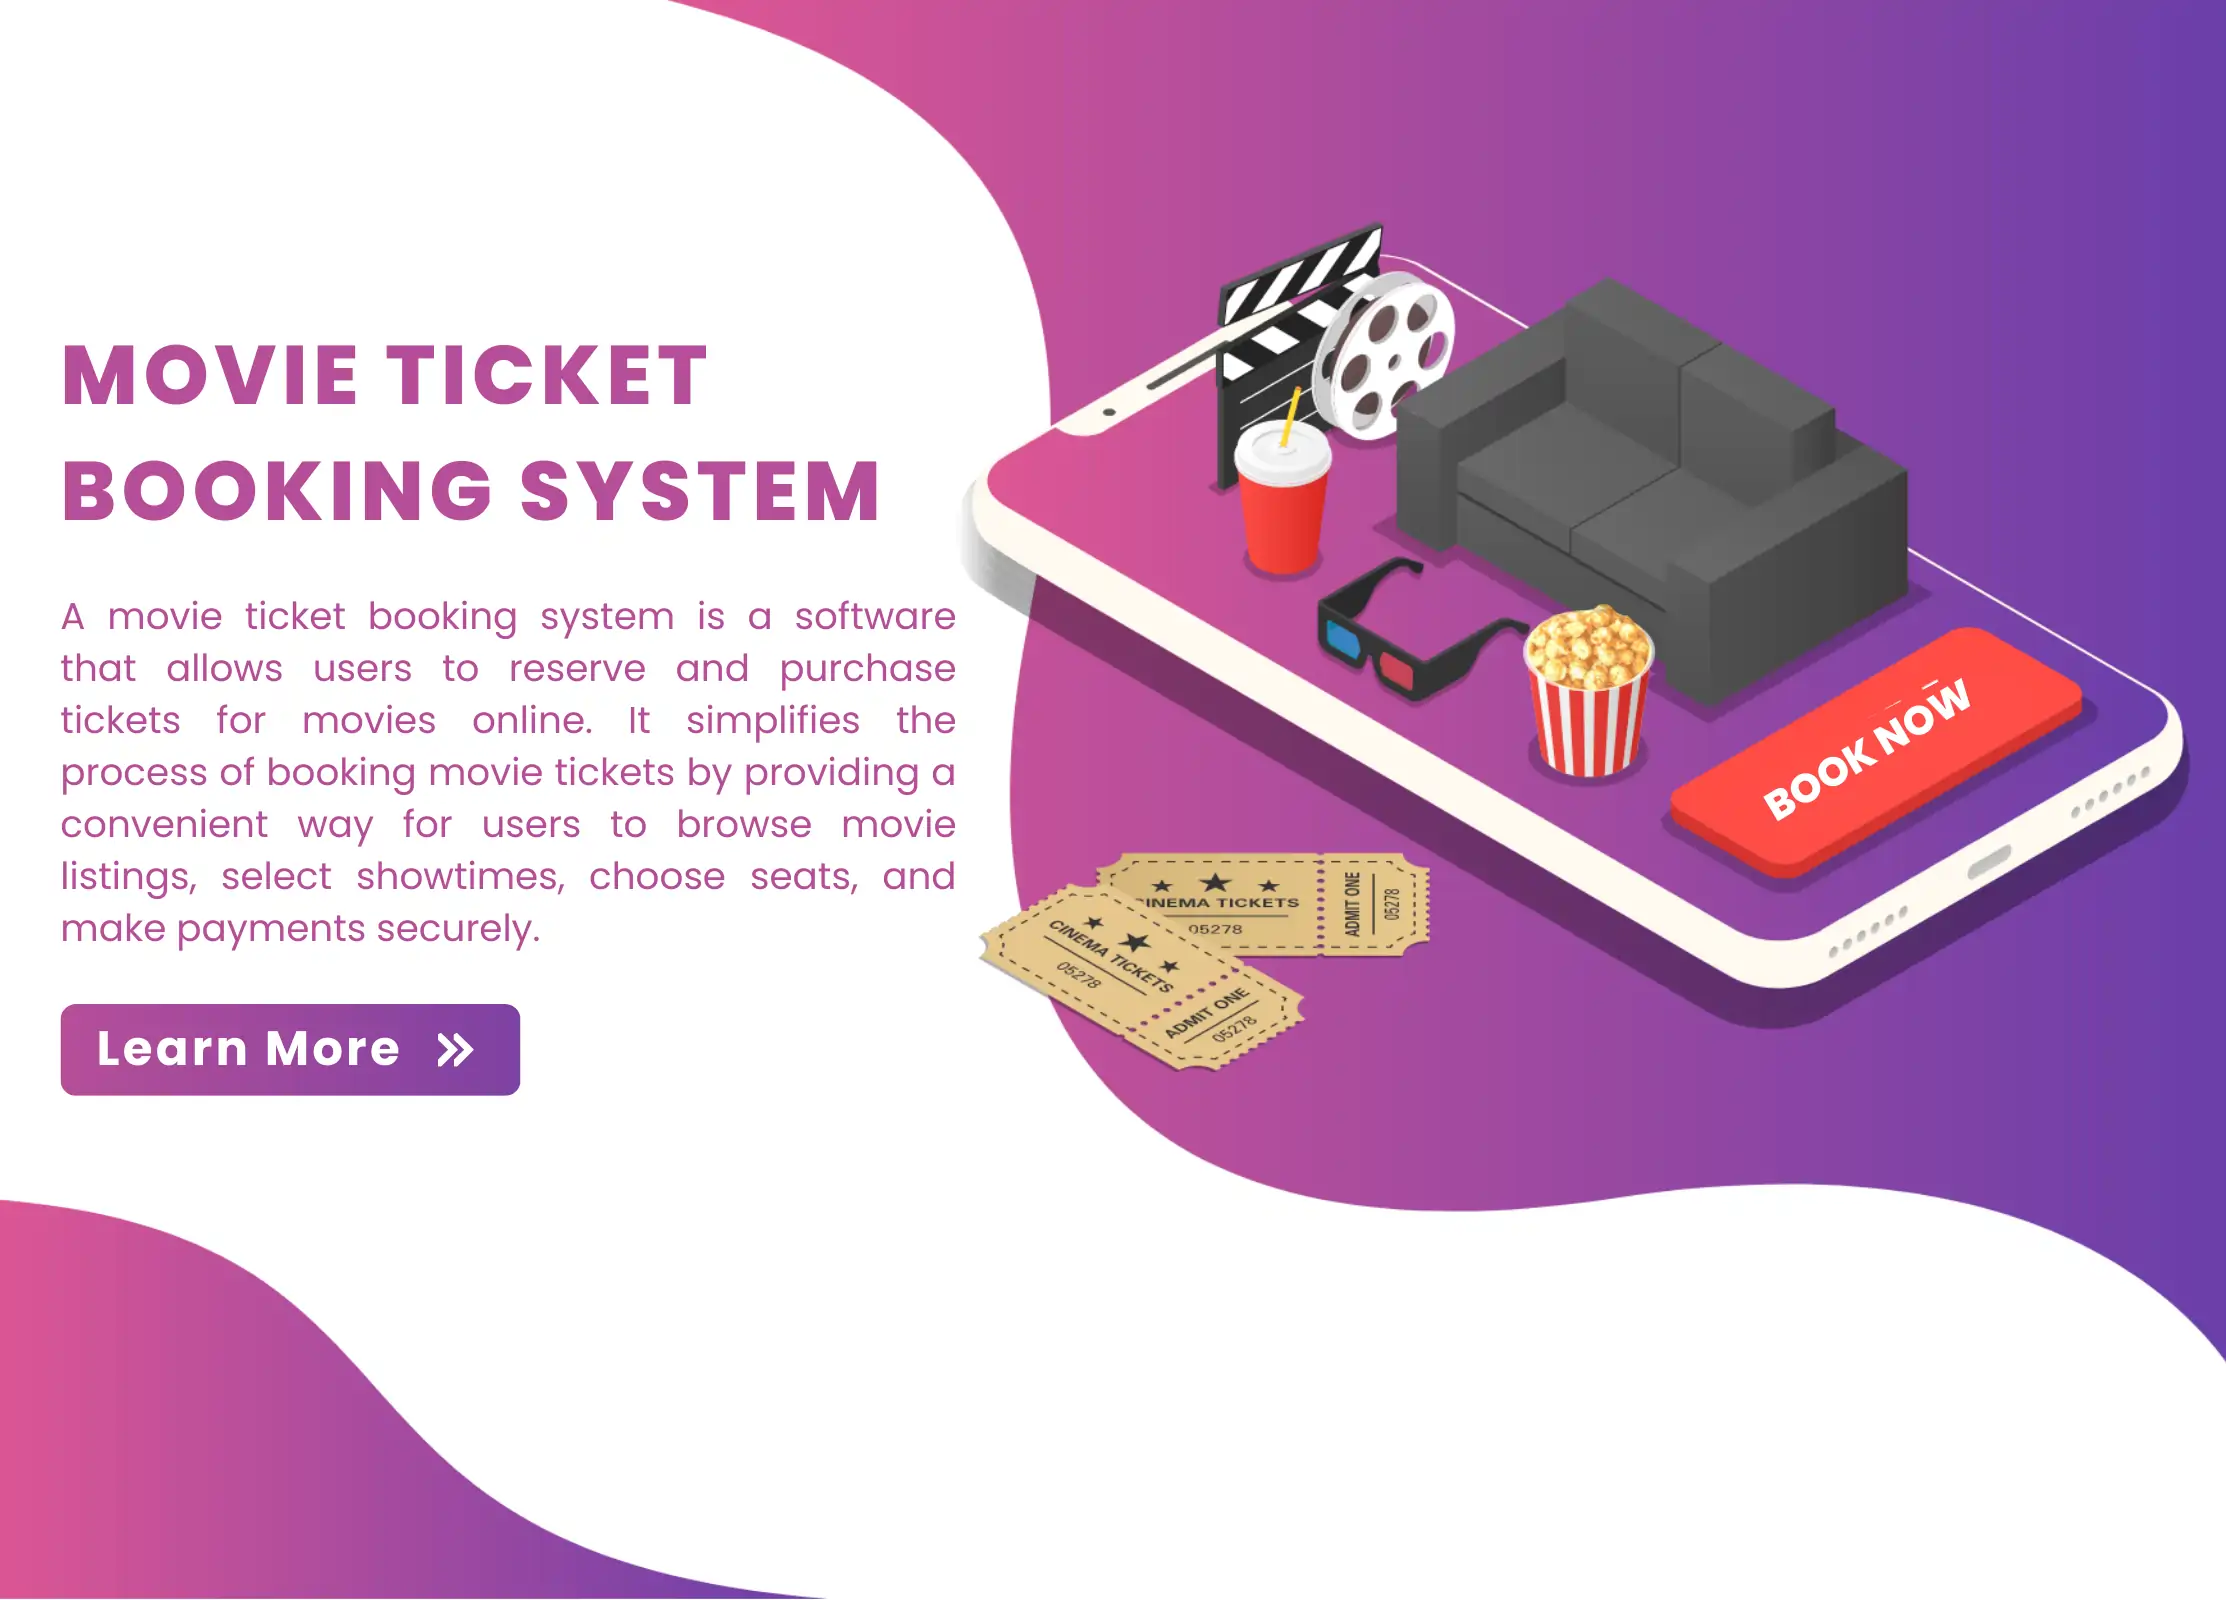 MOVIE TICKET
BOOKING SYSTEM
A movie ticket booking system is a software
that allows users to reserve and purchase
tickets for movies online. It simplifies the
process of booking movie tickets by providing a
convenient way for users to browse movie
listings, select showtimes, choose seats, and
make payments securely.
Learn More
BOOK NOW
CINEMA TICKETS
05278
ADMIT ONE
05278
TICKETS
05278
ADMIT ONE
05278